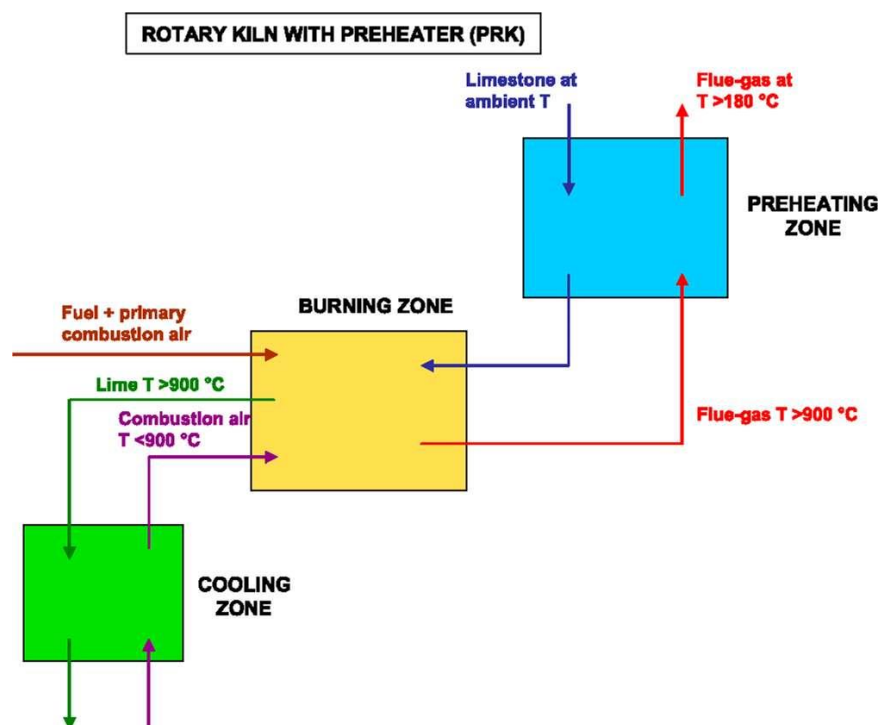 ROTARY KILN WITH PREHEATER (PRK)
Limestone at
ambient T
Flue-gas at
T >180 °C
PREHEATING
ZONE
BURNING ZONE
Fuel + primary
combustion air
Lime T >900 °C
Combustion air
T <900 °C
Flue-gas T >900 °C
COOLING
ZONE